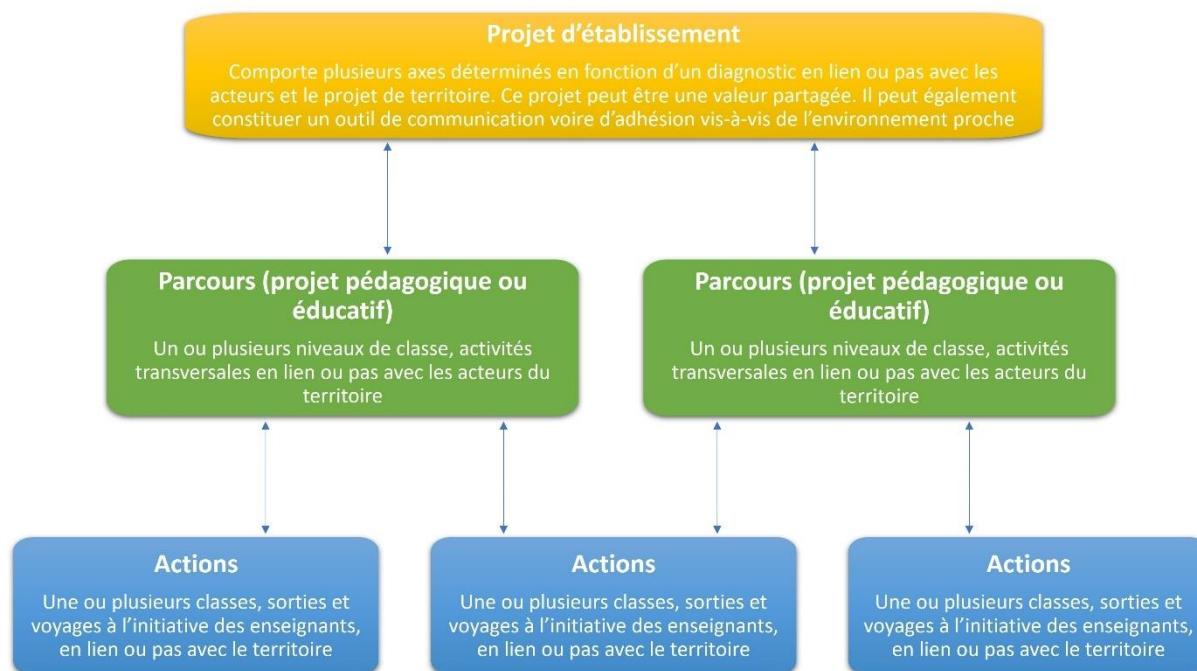 Projet d’établissement
Comporte plusieurs axes déterminés en fonction d’un diagnostic en lien ou pas avec les
acteurs et le projet de territoire. Ce projet peut être une valeur partagée. Il peut également
constituer un outil de communication voire d’adhésion vis-à-vis de l’environnement proche
Parcours (projet pédagogique ou
éducatif)
Un ou plusieurs niveaux de classe, activités
transversales en lien ou pas avec les acteurs du
territoire
Parcours (projet pédagogique ou
éducatif)
Un ou plusieurs niveaux de classe, activités
transversales en lien ou pas avec les acteurs du
territoire
Actions
Une ou plusieurs classes, sorties et
voyages à l’initiative des enseignants,
en lien ou pas avec le territoire
Actions
Une ou plusieurs classes, sorties et
voyages à l’initiative des enseignants,
en lien ou pas avec le territoire
Actions
Une ou plusieurs classes, sorties et
voyages à l’initiative des enseignants,
en lien ou pas avec le territoire